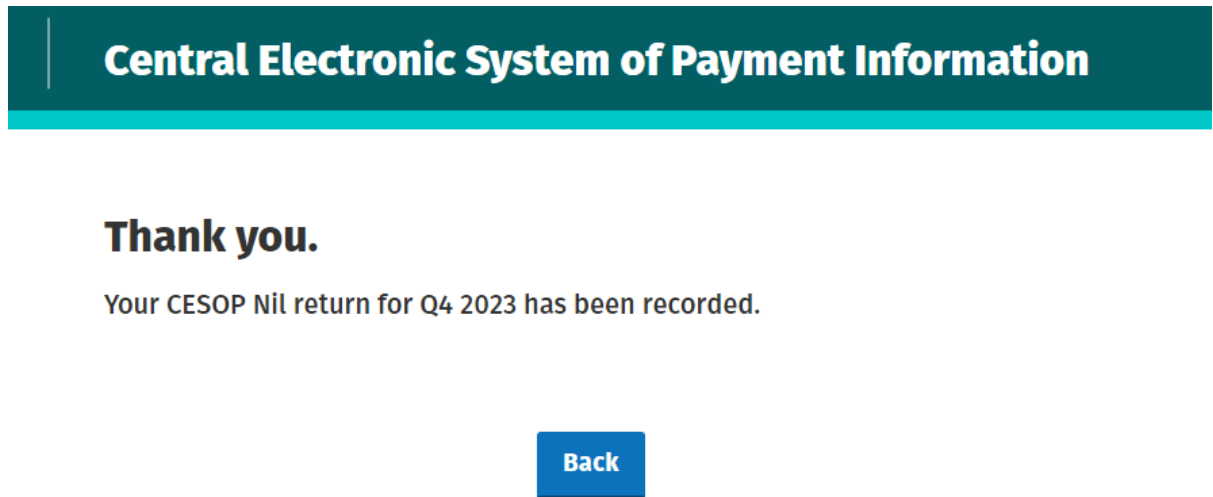 Central Electronic System of Payment Information
Thank you.
Your CESOP Nil return for Q4 2023 has been recorded.
Back